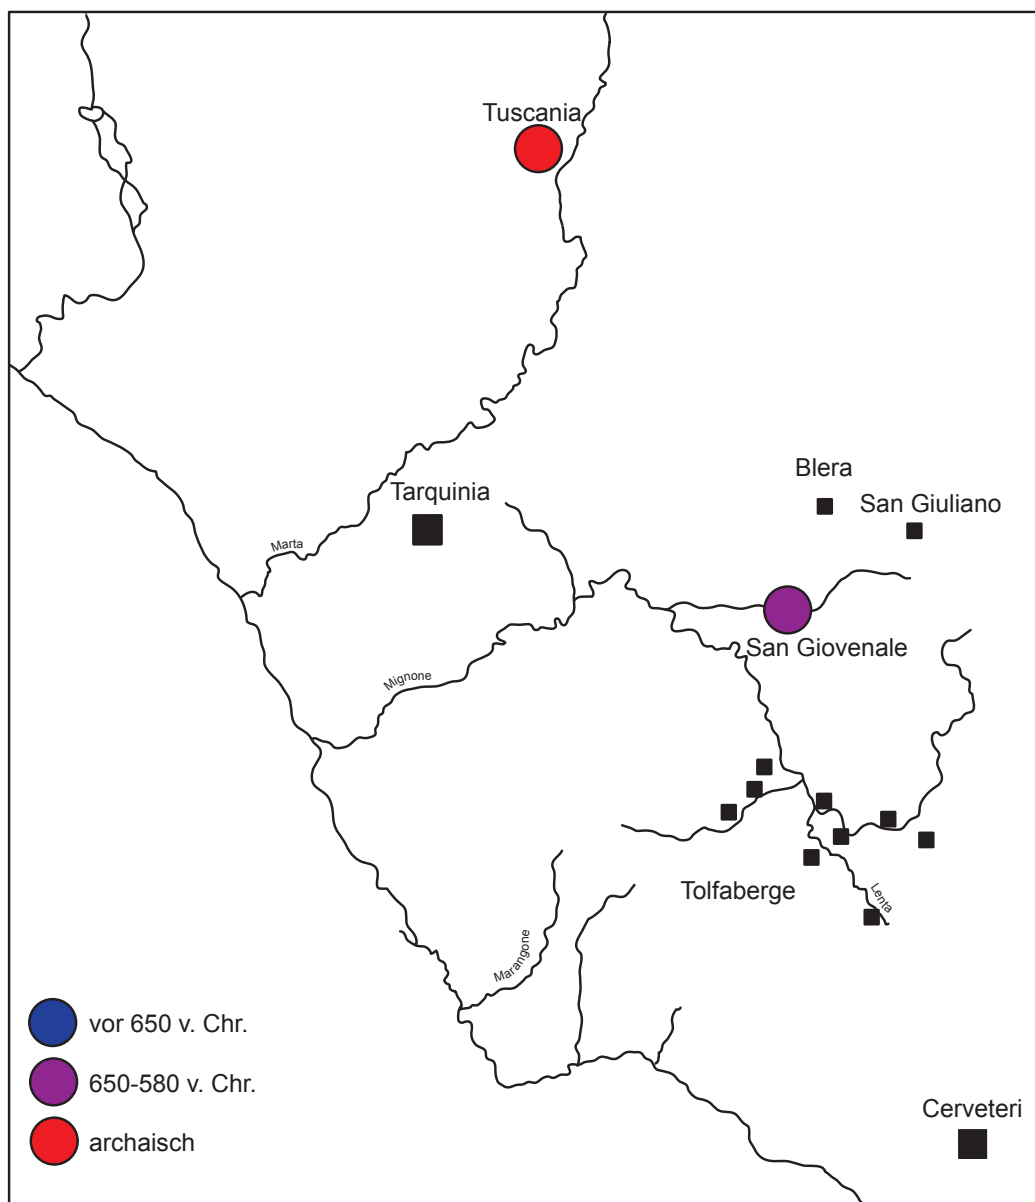 Tuscania
Blera
San Giuliano
Tarquinia
Marta
San Giovenale
Mignone
Tolfaberge
Lenta
Marangone
vor 650 v. Chr.
650-580 v. Chr.
archaisch
Cerveteri